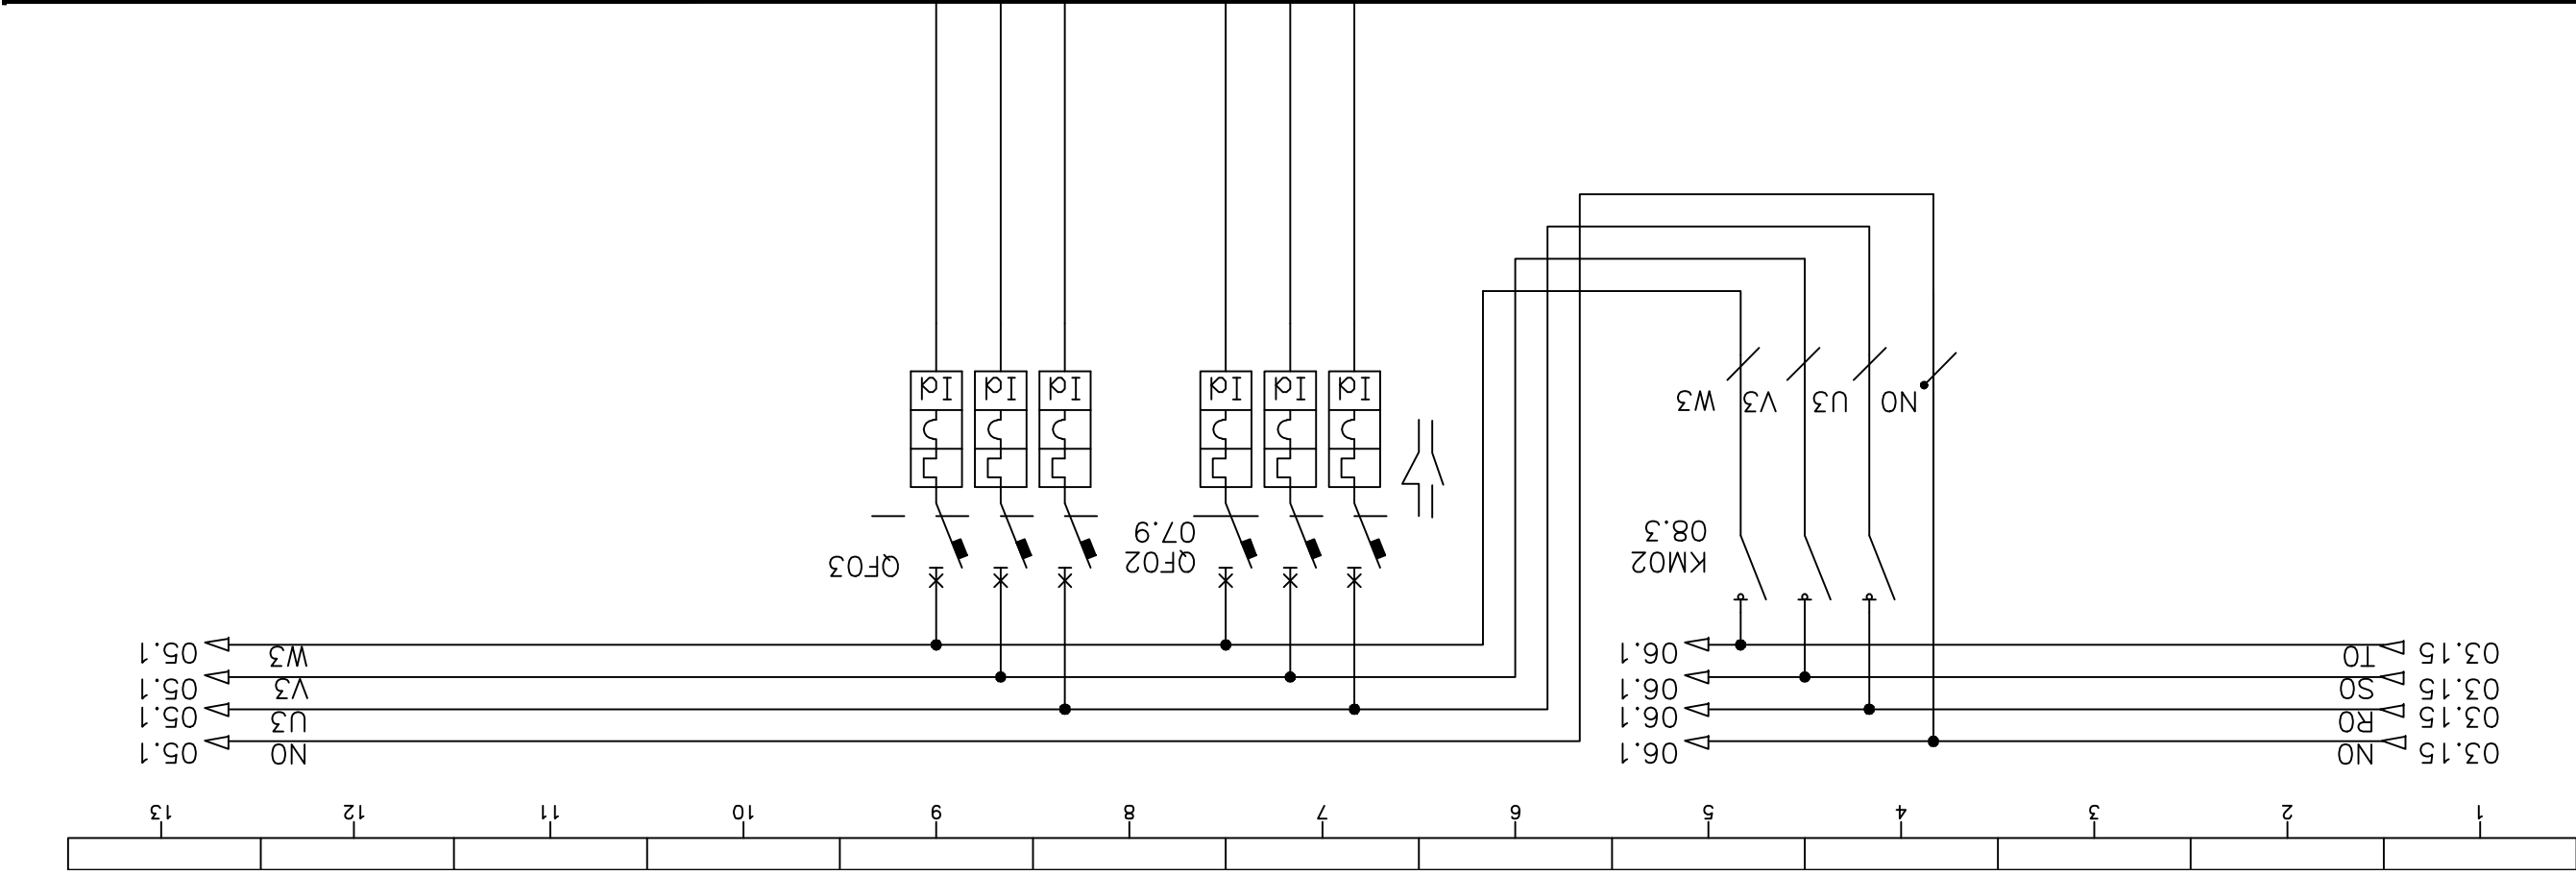 1 2 3 4 5 6 7 8 9 10 11 12 13
03.15 N0 06.1 N0 05.1
03.15 R0 06.1 U3 05.1
03.15 S0 06.1 V3 05.1
03.15 T0 06.1 W3 05.1
KM02
08.3
QF02
07.9
QF03
N0 U3 V3 W3
Id Id Id Id Id Id